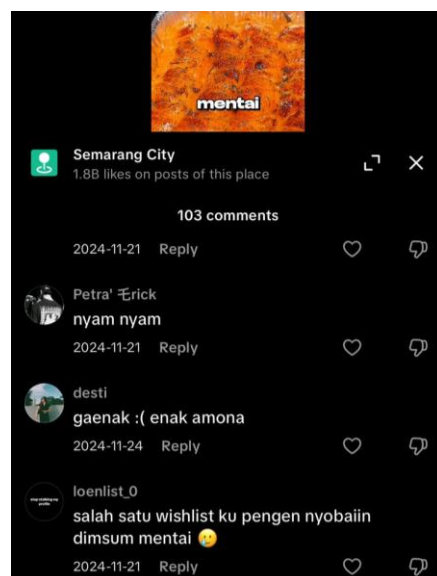 mentai
Semarang City
1.8B likes on posts of this place
103 comments
2024-11-21 Reply
Petra' 乇rick
nyam nyam
2024-11-21 Reply
desti
gaenak :( enak amona
2024-11-24 Reply
loenlist_0
salah satu wishlist ku pengen nyobaiin
dimsum mentai 🥲
2024-11-21 Reply